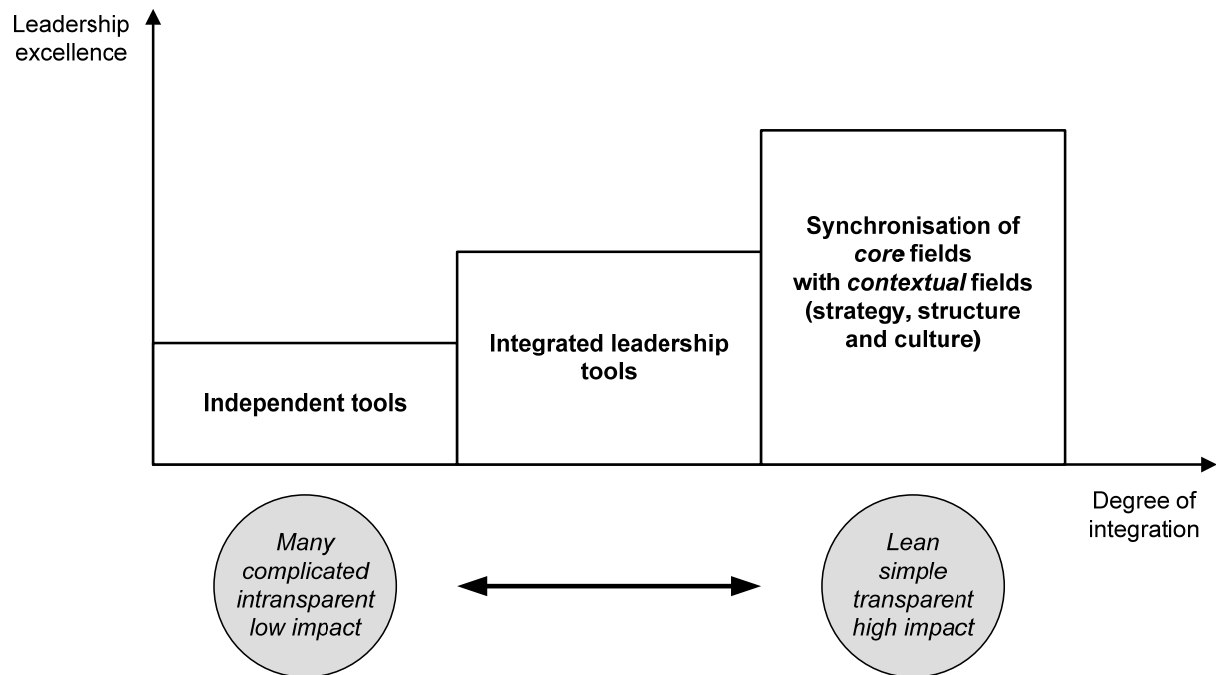 Leadership
excellence
Synchronisation of
core fields
with contextual fields
(strategy, structure
and culture)
Integrated leadership
tools
Independent tools
Degree of
integration
Many
complicated
intransparent
low impact
Lean
simple
transparent
high impact